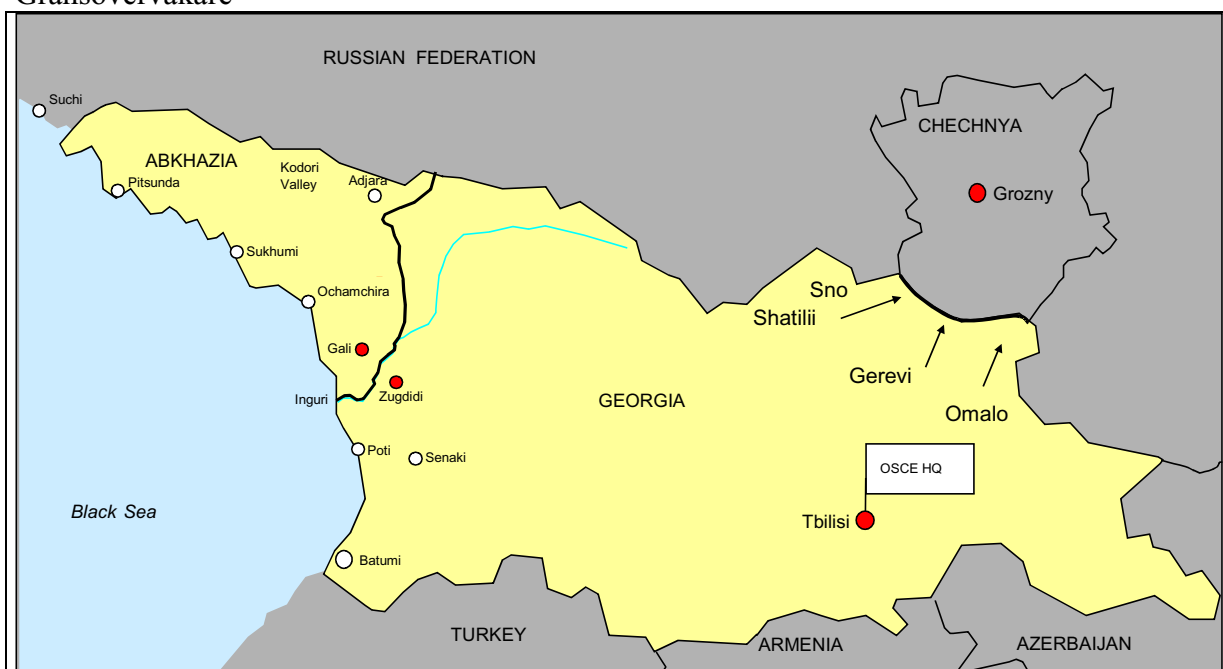 Gränsövervakare
RUSSIAN FEDERATION
Suchi
CHECHNYA
ABKHAZIA
Kodori
Valley
Adjara
Pitsunda
Grozny
Sukhumi
Ochamchira
Sno
Shatilii
Gali
Gerevi
Inguri
Zugdidi
GEORGIA
Omalo
Poti
Senaki
OSCE HQ
Black Sea
Tbilisi
Batumi
TURKEY
ARMENIA
AZERBAIJAN